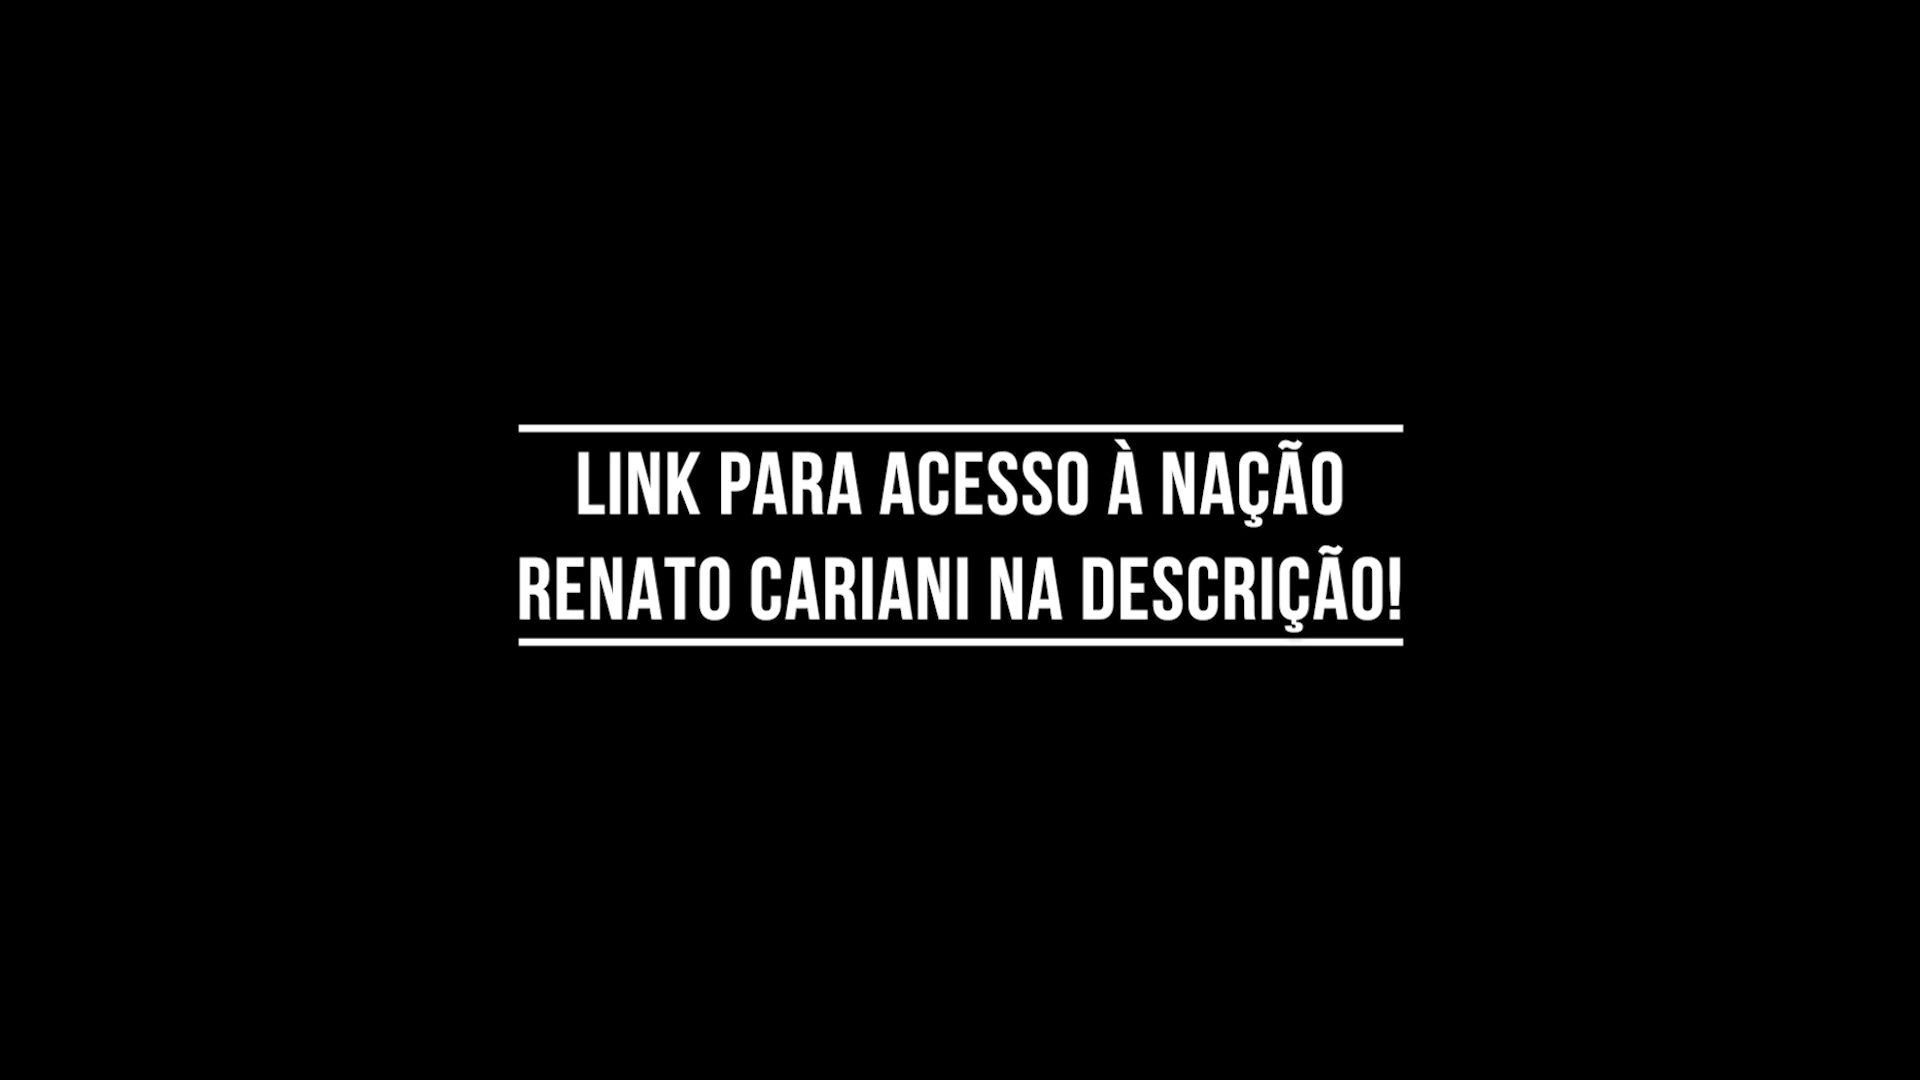 LINK PARA ACESSO À NAÇÃO
RENATO CARIANI NA DESCRIÇÃO!